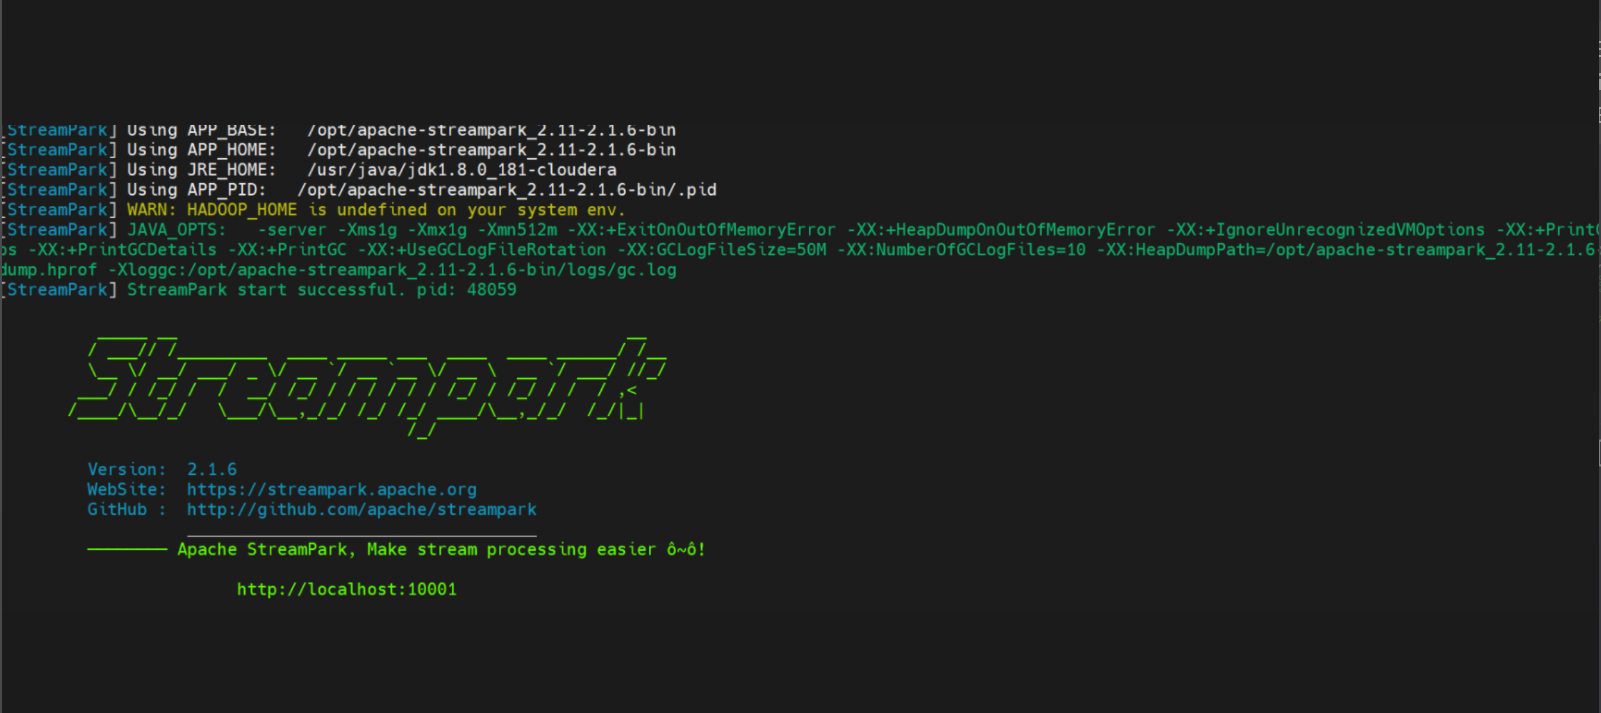 [StreamPark] Using APP_BASE:   /opt/apache-streampark_2.11-2.1.6-bin
[StreamPark] Using APP_HOME:   /opt/apache-streampark_2.11-2.1.6-bin
[StreamPark] Using JRE_HOME:   /usr/java/jdk1.8.0_181-cloudera
[StreamPark] Using APP_PID:   /opt/apache-streampark_2.11-2.1.6-bin/.pid
[StreamPark] WARN: HADOOP_HOME is undefined on your system env.
[StreamPark] JAVA_OPTS:   -server -Xms1g -Xmx1g -Xmn512m -XX:+ExitOnOutOfMemoryError -XX:+HeapDumpOnOutOfMemoryError -XX:+IgnoreUnrecognizedVMOptions -XX:+Print
ps -XX:+PrintGCDetails -XX:+PrintGC -XX:+UseGCLogFileRotation -XX:GCLogFileSize=50M -XX:NumberOfGCLogFiles=10 -XX:HeapDumpPath=/opt/apache-streampark_2.11-2.1.6-
dump.hprof -Xloggc:/opt/apache-streampark_2.11-2.1.6-bin/logs/gc.log
[StreamPark] StreamPark start successful. pid: 48059
Streampark
Version:  2.1.6
WebSite:  https://streampark.apache.org
GitHub :  http://github.com/apache/streampark
──────── Apache StreamPark, Make stream processing easier ô~ô!
http://localhost:10001